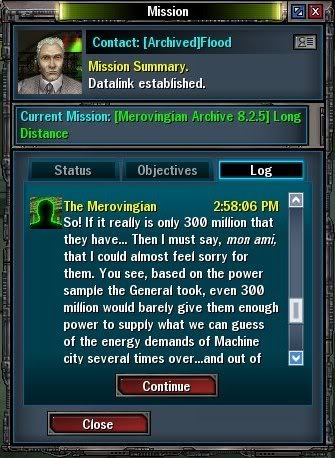 Mission
Contact: [Archived]Flood
Mission Summary.
Datalink established.
Current Mission: [Merovingian Archive 8.2.5] Long
Distance
Status
Objectives
Log
The Merovingian 2:58:06 PM
So! If it really is only 300 million that
they have... Then I must say, mon ami,
that I could almost feel sorry for
them. You see, based on the power
sample the General took, even 300
million would barely give them enough
power to supply what we can guess
of the energy demands of Machine
city several times over...and out of
Continue
Close